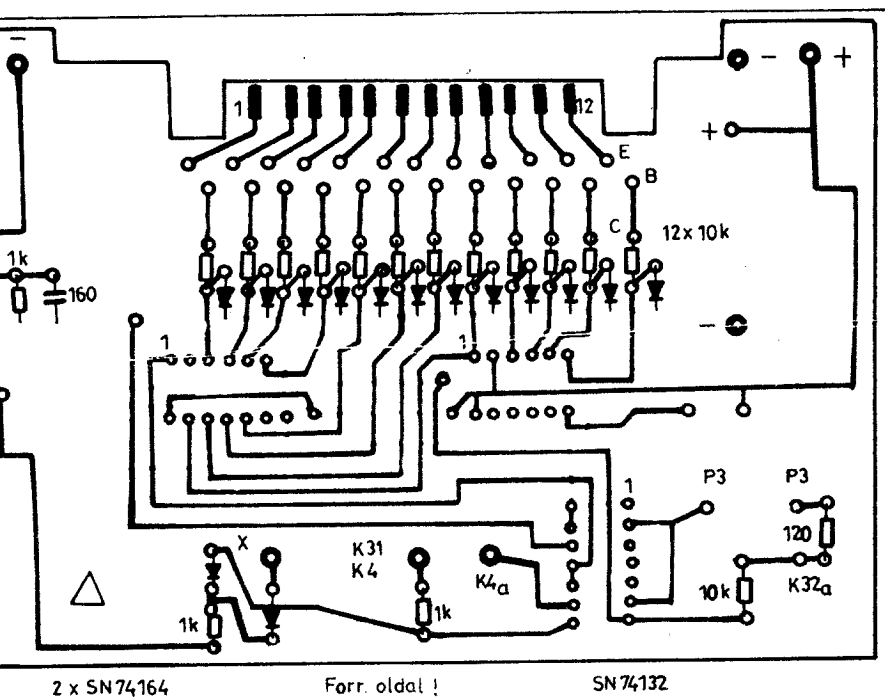 -
- +
1 12
+
E
B
C 12x10k
1k
160
-
1 1
1 P3 P3
X K31
K4 K4a
120
10k K32a
1k 1k
2 x SN74164 Forr. oldal ! SN74132